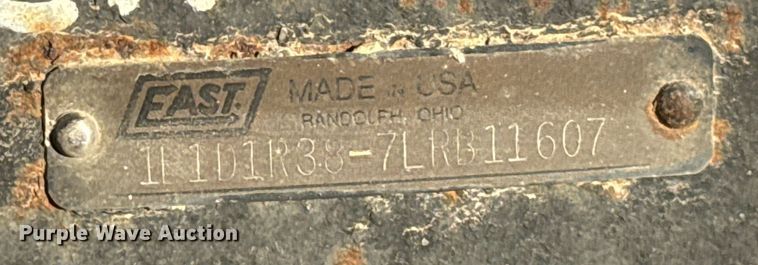 EAST.
MADE IN USA
RANDOLPH, OHIO
1E1D1R38-7LRB11607
Purple Wave Auction